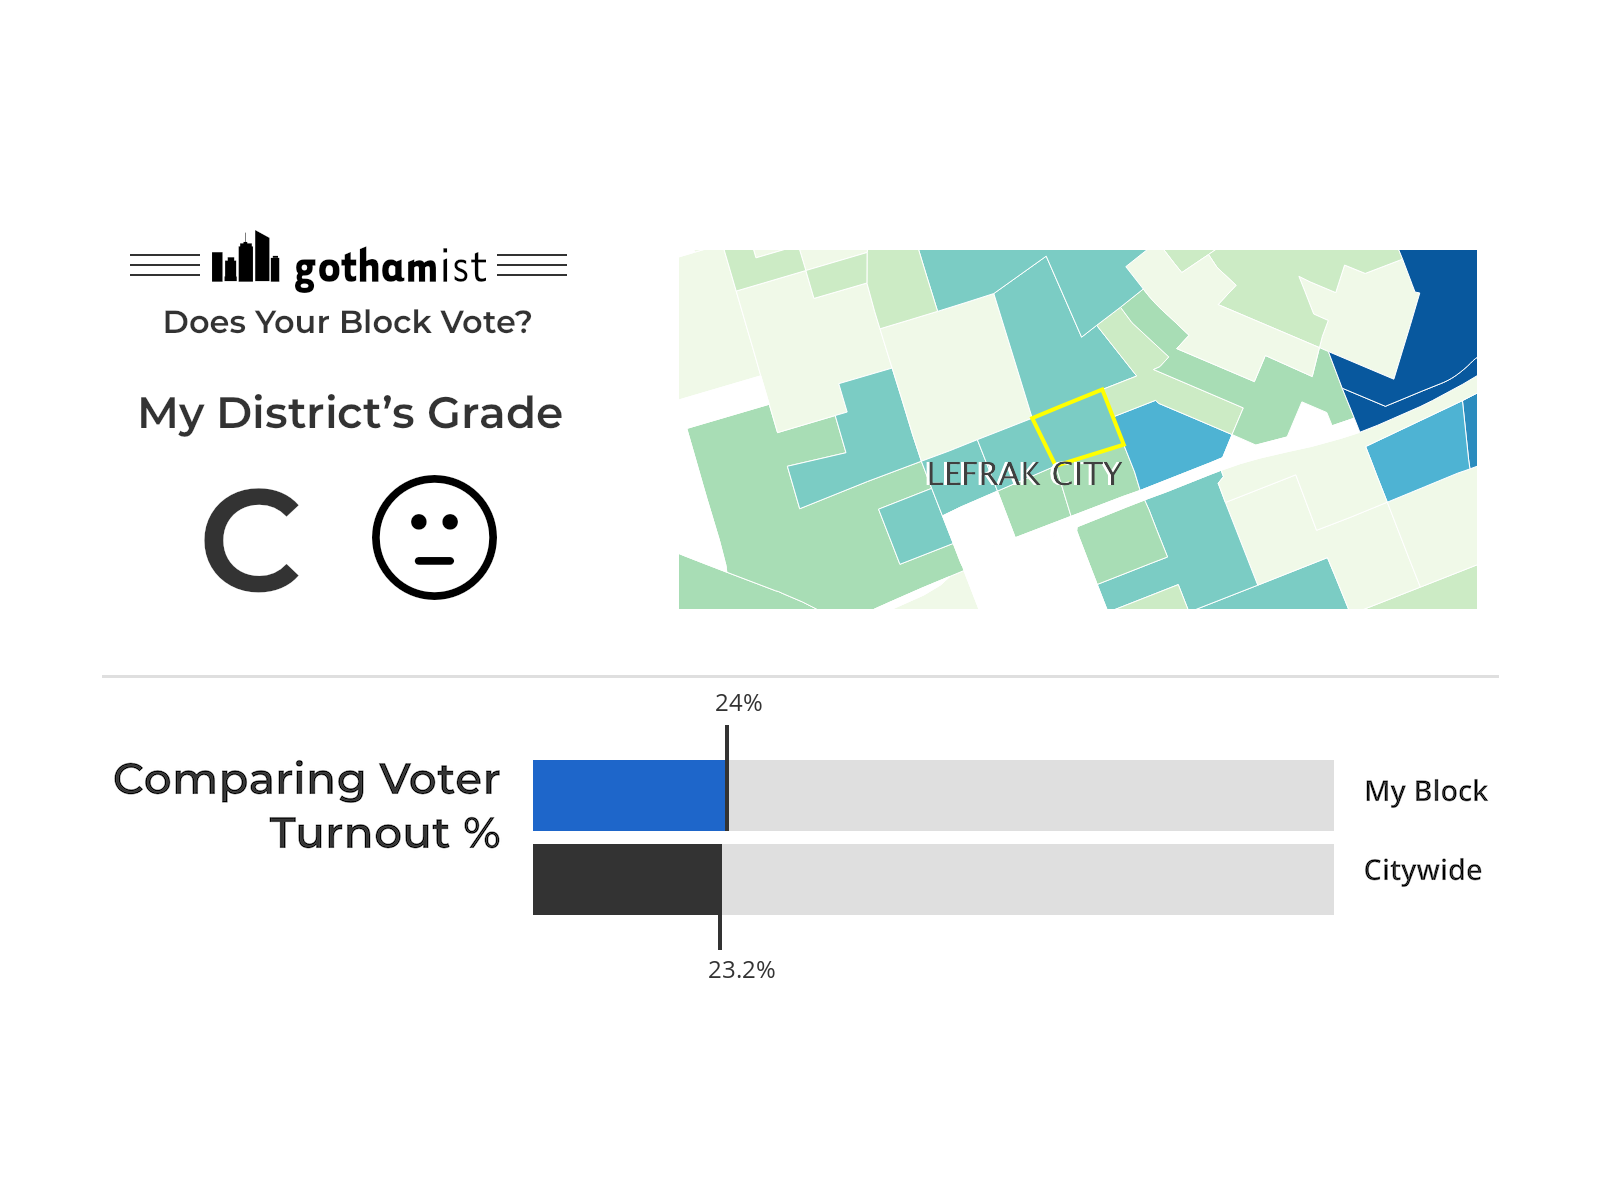 gothamist
Does Your Block Vote?
My District’s Grade
C
LEFRAK CITY
24%
Comparing Voter
Turnout %
My Block
Citywide
23.2%